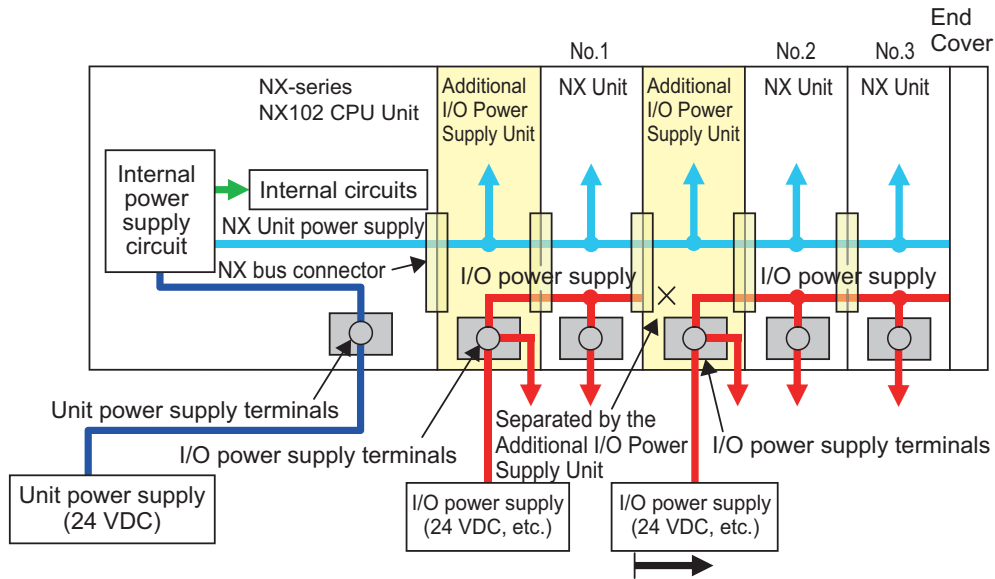 End
Cover
No.1
No.2
No.3
NX-series
NX102 CPU Unit
Additional
I/O Power
Supply Unit
NX Unit
Additional
I/O Power
Supply Unit
NX Unit
NX Unit
Internal
power
supply
circuit
Internal circuits
NX Unit power supply
NX bus connector
I/O power supply
I/O power supply
Unit power supply terminals
I/O power supply terminals
Separated by the
Additional I/O Power
Supply Unit
I/O power supply terminals
Unit power supply
(24 VDC)
I/O power supply
(24 VDC, etc.)
I/O power supply
(24 VDC, etc.)